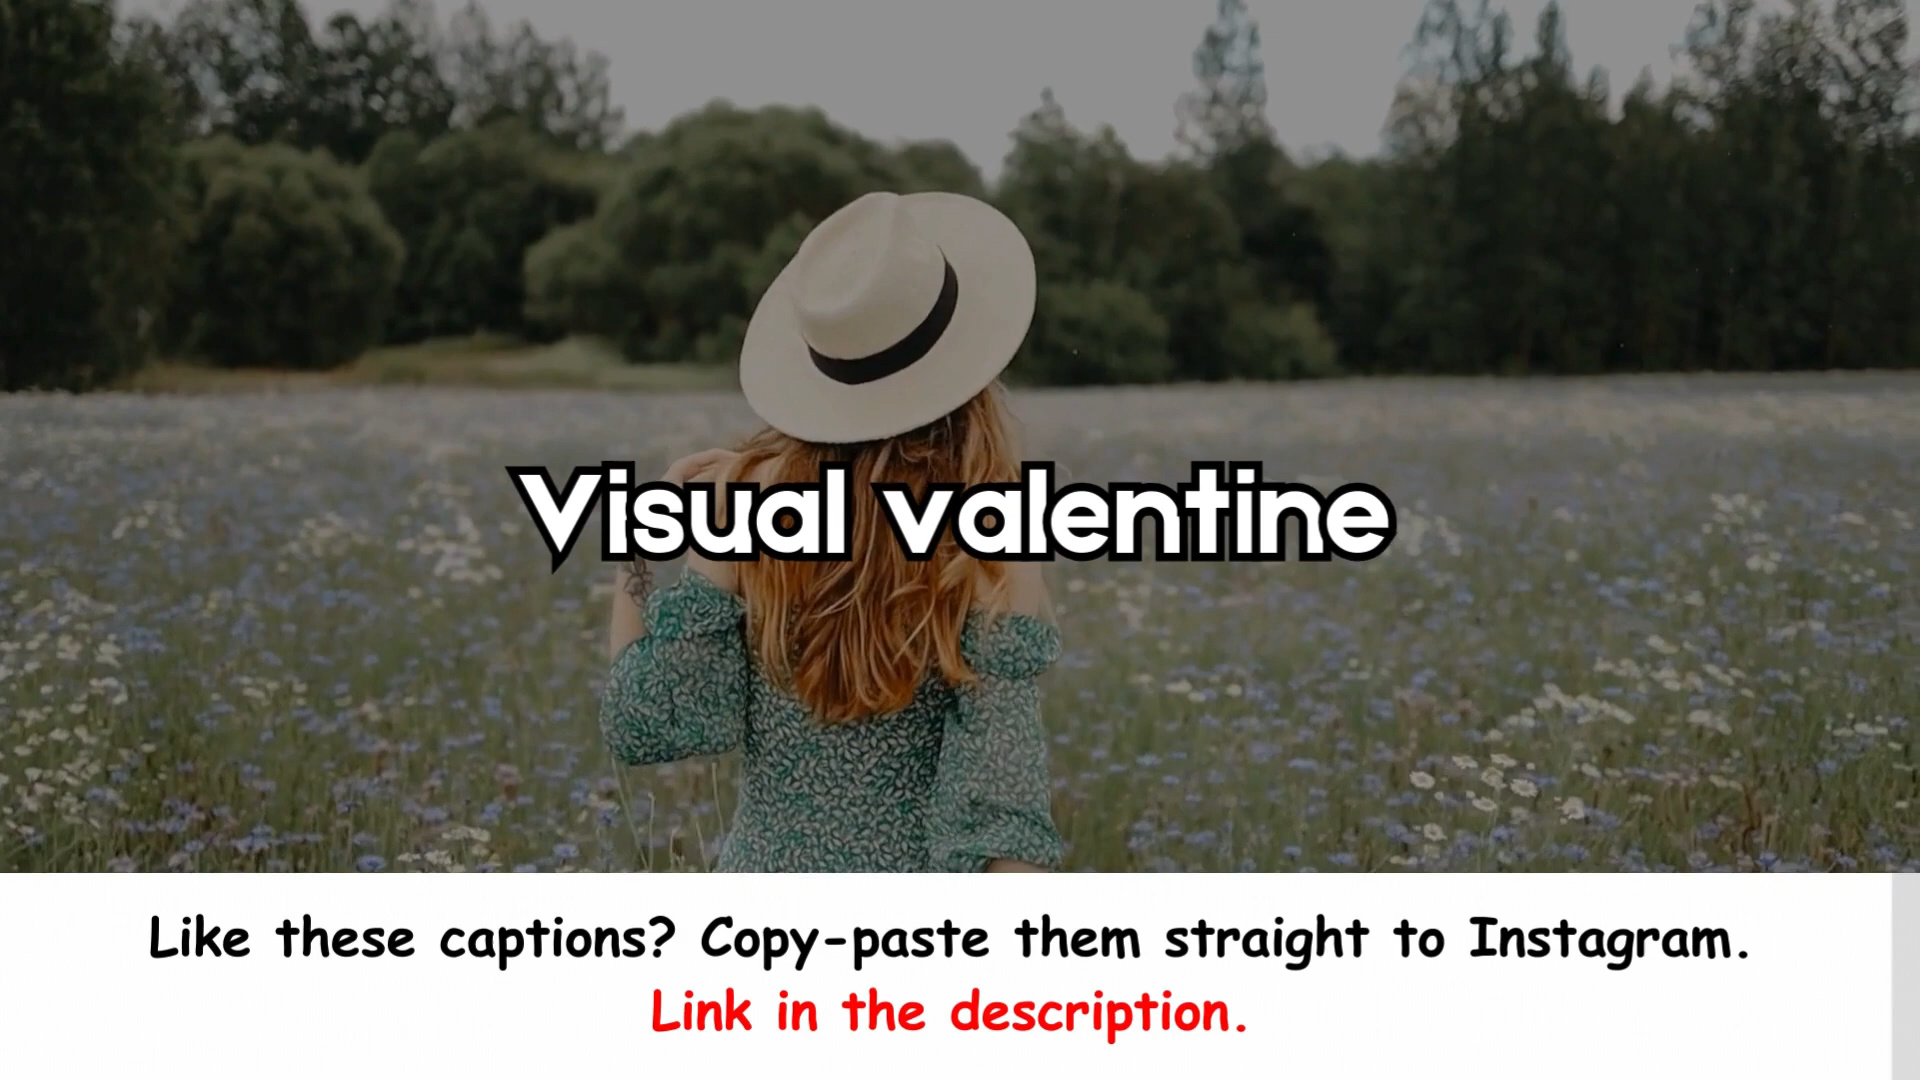 Visual valentine
Like these captions? Copy-paste them straight to Instagram.
Link in the description.